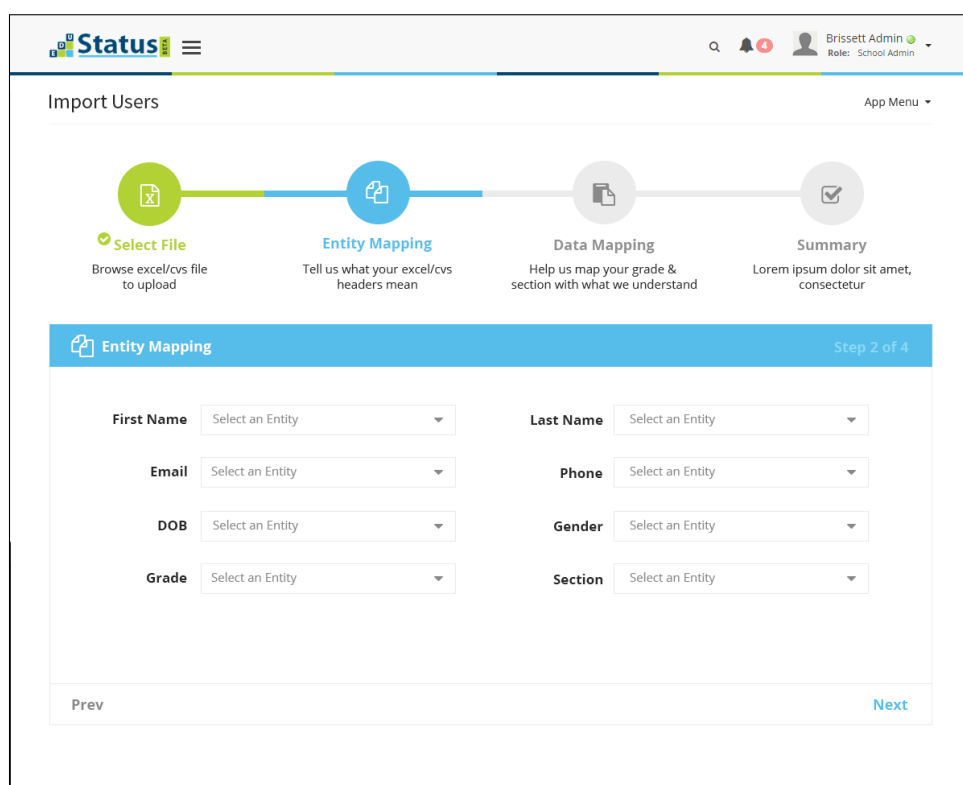 EDU Status BETA
4
Brissett Admin
Role: School Admin
Import Users
App Menu
X
Select File
Entity Mapping
Data Mapping
Summary
Browse excel/cvs file
to upload
Tell us what your excel/cvs
headers mean
Help us map your grade &
section with what we understand
Lorem ipsum dolor sit amet,
consectetur
Entity Mapping
Step 2 of 4
First Name Select an Entity
Last Name Select an Entity
Email Select an Entity
Phone Select an Entity
DOB Select an Entity
Gender Select an Entity
Grade Select an Entity
Section Select an Entity
Prev
Next